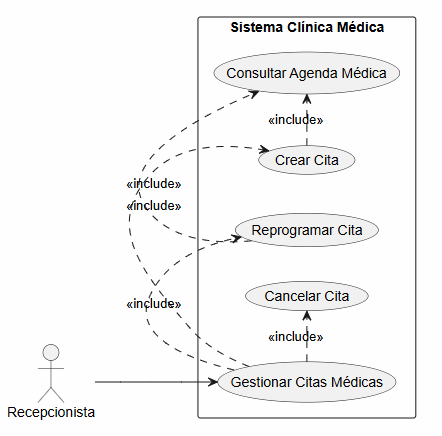 Sistema Clínica Médica
Consultar Agenda Médica
«include»
Crear Cita
«include»
«include»
Reprogramar Cita
Cancelar Cita
«include»
«include»
Gestionar Citas Médicas
Recepcionista